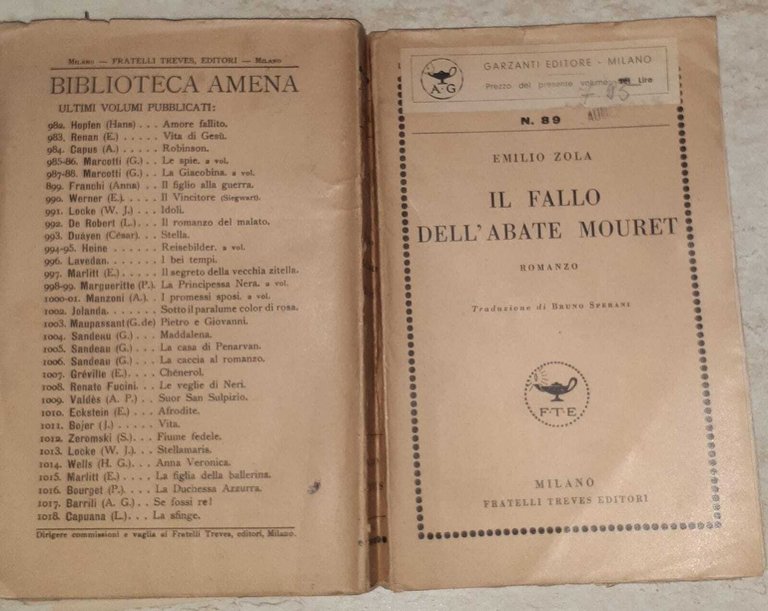 MILANO — FRATELLI TREVES, EDITORI — MILANO
BIBLIOTECA AMENA
ULTIMI VOLUMI PUBBLICATI:
982. Hopfen (Hans) . . . Amore fallito.
983. Renan (E.) . . . . . Vita di Gesù.
984. Capus (A.) . . . . . Robinson.
985-86. Marcotti (G.) . . Le spie. 2 vol.
987-88. Marcotti (G.) . . La Giacobina. 2 vol.
899. Franchi (Anna) . . Il figlio alla guerra.
990. Werner (E.) . . . . Il Vincitore (Siegwart).
991. Locke (W. J.) . . . Idoli.
992. De Robert (L.) . . . Il romanzo del malato.
993. Duáyen (César) . . . Stella.
994-95. Heine . . . . . . Reisebilder. 2 vol.
996. Lavedan. . . . . . . I bei tempi.
997. Marlitt (E.) . . . . Il segreto della vecchia zitella.
998-99. Margueritte (P.). La Principessa Nera. 2 vol.
1000-01. Manzoni (A.) . . I promessi sposi. 2 vol.
1002. Jolanda. . . . . . Sotto il paralume color di rosa.
1003. Maupassant (G. de) Pietro e Giovanni.
1004. Sandeau (G.) . . . Maddalena.
1005. Sandeau (G.) . . . La casa di Penarvan.
1006. Sandeau (G.) . . . La caccia al romanzo.
1007. Gréville (E.) . . . . Chénerol.
1008. Renato Fucini. . . Le veglie di Neri.
1009. Valdès (A. P.) . . Suor San Sulpizio.
1010. Eckstein (E.) . . . Afrodite.
1011. Bojer (J.) . . . . . Vita.
1012. Zeromski (S.) . . . Fiume fedele.
1013. Locke (W. J.) . . . Stellamaris.
1014. Wells (H. G.) . . . Anna Veronica.
1015. Marlitt (E.) . . . . La figlia della ballerina.
1016. Bourget (P.) . . . . La Duchessa Azzurra.
1017. Barrili (A. G.) . . Se fossi re!
1018. Capuana (L.) . . . La sfinge.
Dirigere commissioni e vaglia ai Fratelli Treves, editori, Milano.
A·G
GARZANTI EDITORE - MILANO
Prezzo del presente volume Lire
N. 89
EMILIO ZOLA
IL FALLO
DELL'ABATE MOURET
ROMANZO
Traduzione di BRUNO SPERANI
F·T·E
MILANO
FRATELLI TREVES EDITORI